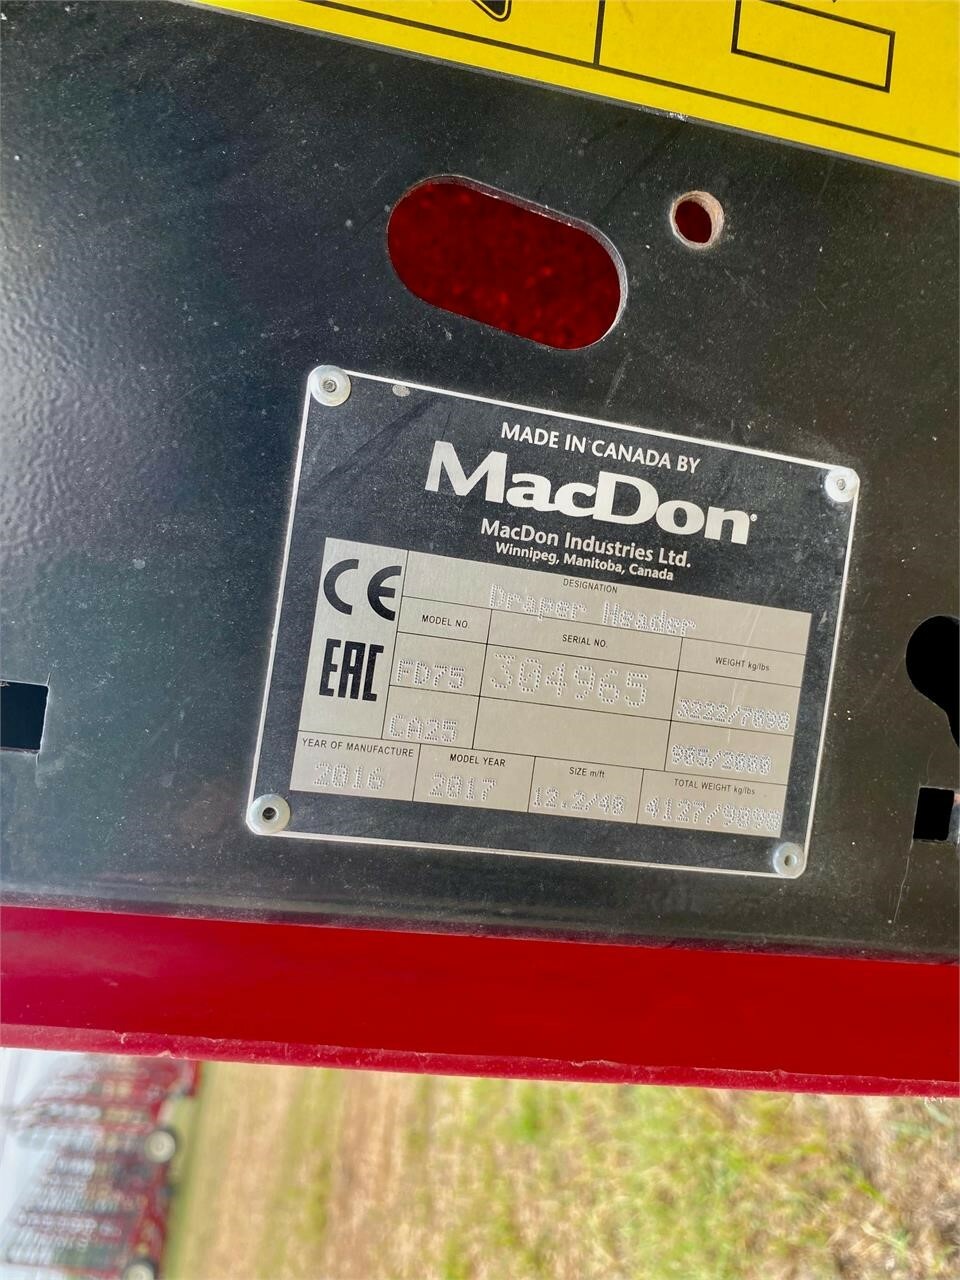 MADE IN CANADA BY
MacDon
MacDon Industries Ltd.
Winnipeg, Manitoba, Canada
CE
EAC
DESIGNATION
Draper Header
MODEL NO.
SERIAL NO.
WEIGHT kg/lbs
FD75
304965
3222/7090
CA25
905/2000
YEAR OF MANUFACTURE
MODEL YEAR
SIZE m/ft
TOTAL WEIGHT kg/lbs
2016
2017
12.2/40
4127/9090